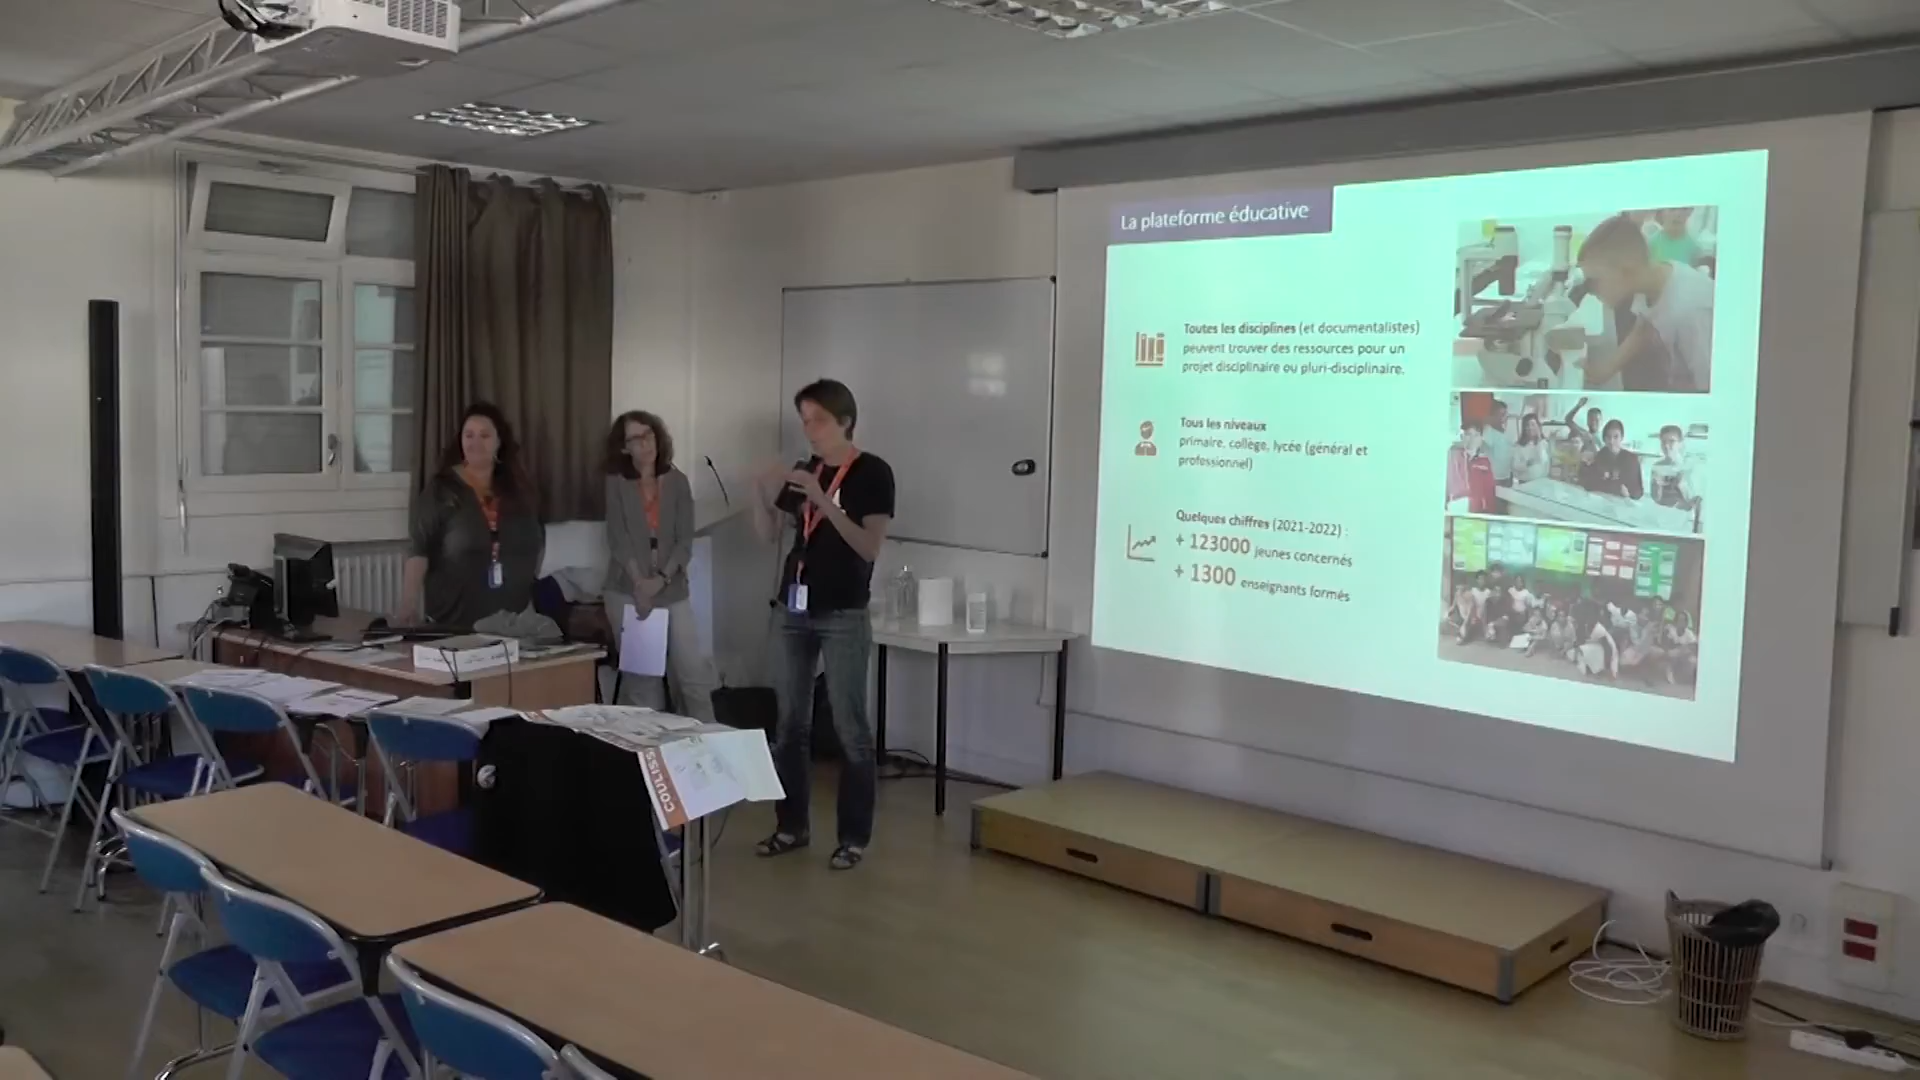 La plateforme éducative
Toutes les disciplines (et documentalistes)
peuvent trouver des ressources pour un
projet disciplinaire ou pluri-disciplinaire.
Tous les niveaux
primaire, collège, lycée (général et
professionnel)
Quelques chiffres (2021-2022) :
+ 123000 jeunes concernés
+ 1300 enseignants formés
COULISS